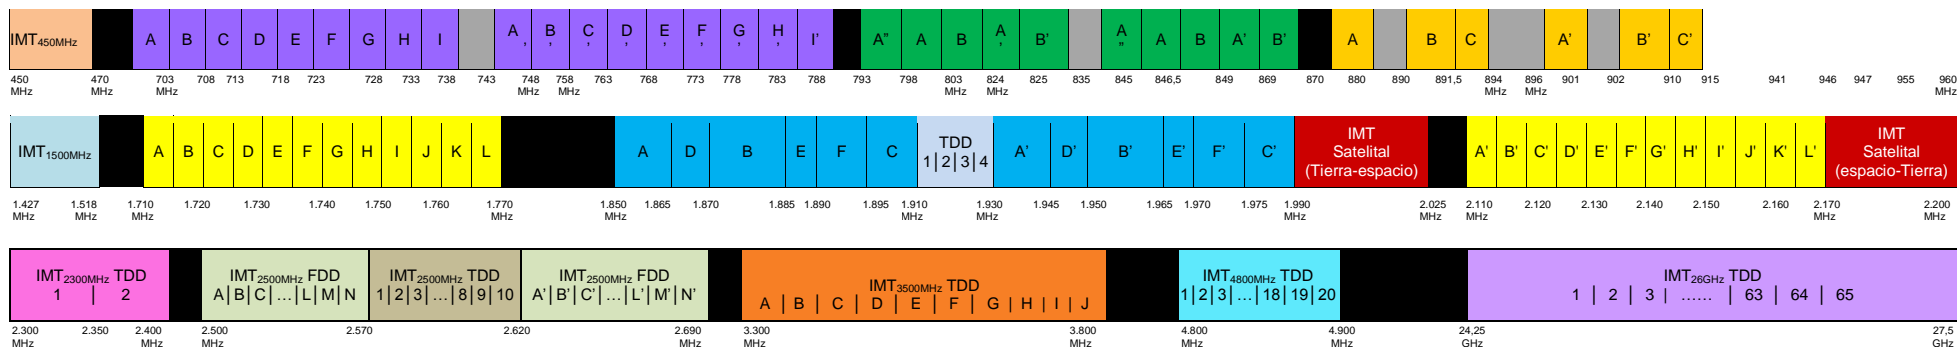 IMT450MHz A B C D E F G H I A' B' C' D' E' F' G' H' I' A" A B A' B' A" A B A' B' A B C A' B' C'
450 MHz 470 MHz 703 MHz 708 713 718 723 728 733 738 743 748 MHz 758 MHz 763 768 773 778 783 788 793 798 803 MHz 824 MHz 825 835 845 846,5 849 869 870 880 890 891,5 894 MHz 896 MHz 901 902 910 915 941 946 947 955 960 MHz
IMT1500MHz A B C D E F G H I J K L A D B E F C TDD 1|2|3|4 A' D' B' E' F' C' IMT Satelital (Tierra-espacio) A' B' C' D' E' F' G' H' I' J' K' L' IMT Satelital (espacio-Tierra)
1.427 MHz 1.518 MHz 1.710 MHz 1.720 1.730 1.740 1.750 1.760 1.770 MHz 1.850 MHz 1.865 1.870 1.885 1.890 1.895 1.910 MHz 1.930 MHz 1.945 1.950 1.965 1.970 1.975 1.990 MHz 2.025 MHz 2.110 MHz 2.120 2.130 2.140 2.150 2.160 2.170 MHz 2.200 MHz
IMT2300MHz TDD IMT2500MHz FDD IMT2500MHz TDD IMT2500MHz FDD IMT3500MHz TDD IMT4800MHz TDD IMT26GHz TDD
1 | 2 A|B|C|...|L|M|N 1|2|3|...|8|9|10 A'|B'|C'|...|L'|M'|N' A | B | C | D | E | F | G | H | I | J 1|2|3|...|18|19|20 1 | 2 | 3 | ...... | 63 | 64 | 65
2.300 MHz 2.350 2.400 MHz 2.500 MHz 2.570 2.620 2.690 MHz 3.300 MHz 3.800 MHz 4.800 MHz 4.900 MHz 24,25 GHz 27,5 GHz